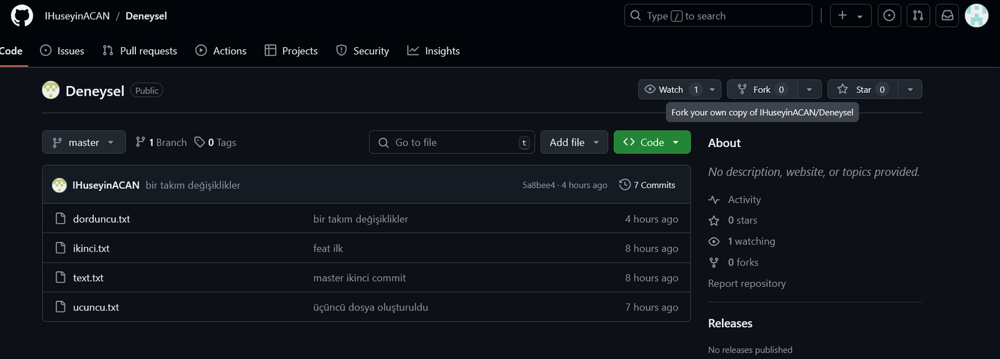 IHuseyinACAN / Deneysel Type / to search
Code Issues Pull requests Actions Projects Security Insights
Deneysel Public Watch 1 Fork 0 Star 0
Fork your own copy of IHuseyinACAN/Deneysel
master 1 Branch 0 Tags Go to file t Add file Code
About
No description, website, or topics provided.
IHuseyinACAN bir takım değişiklikler 5a8bee4 · 4 hours ago 7 Commits
Activity
dorduncu.txt bir takım değişiklikler 4 hours ago
0 stars
1 watching
ikinci.txt feat ilk 8 hours ago
0 forks
text.txt master ikinci commit 8 hours ago
Report repository
ucuncu.txt üçüncü dosya oluşturuldu 7 hours ago
Releases
No releases published